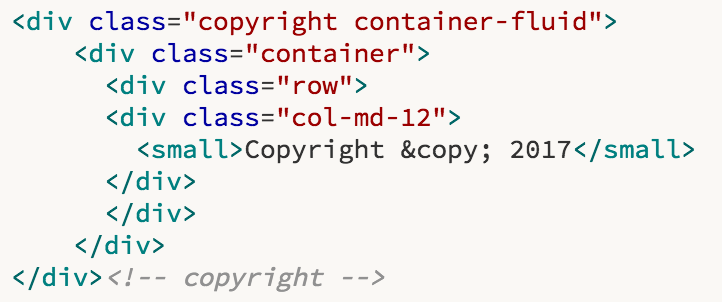 <div class="copyright container-fluid">
    <div class="container">
      <div class="row">
      <div class="col-md-12">
        <small>Copyright &copy; 2017</small>
      </div>
      </div>
    </div>
</div><!-- copyright -->